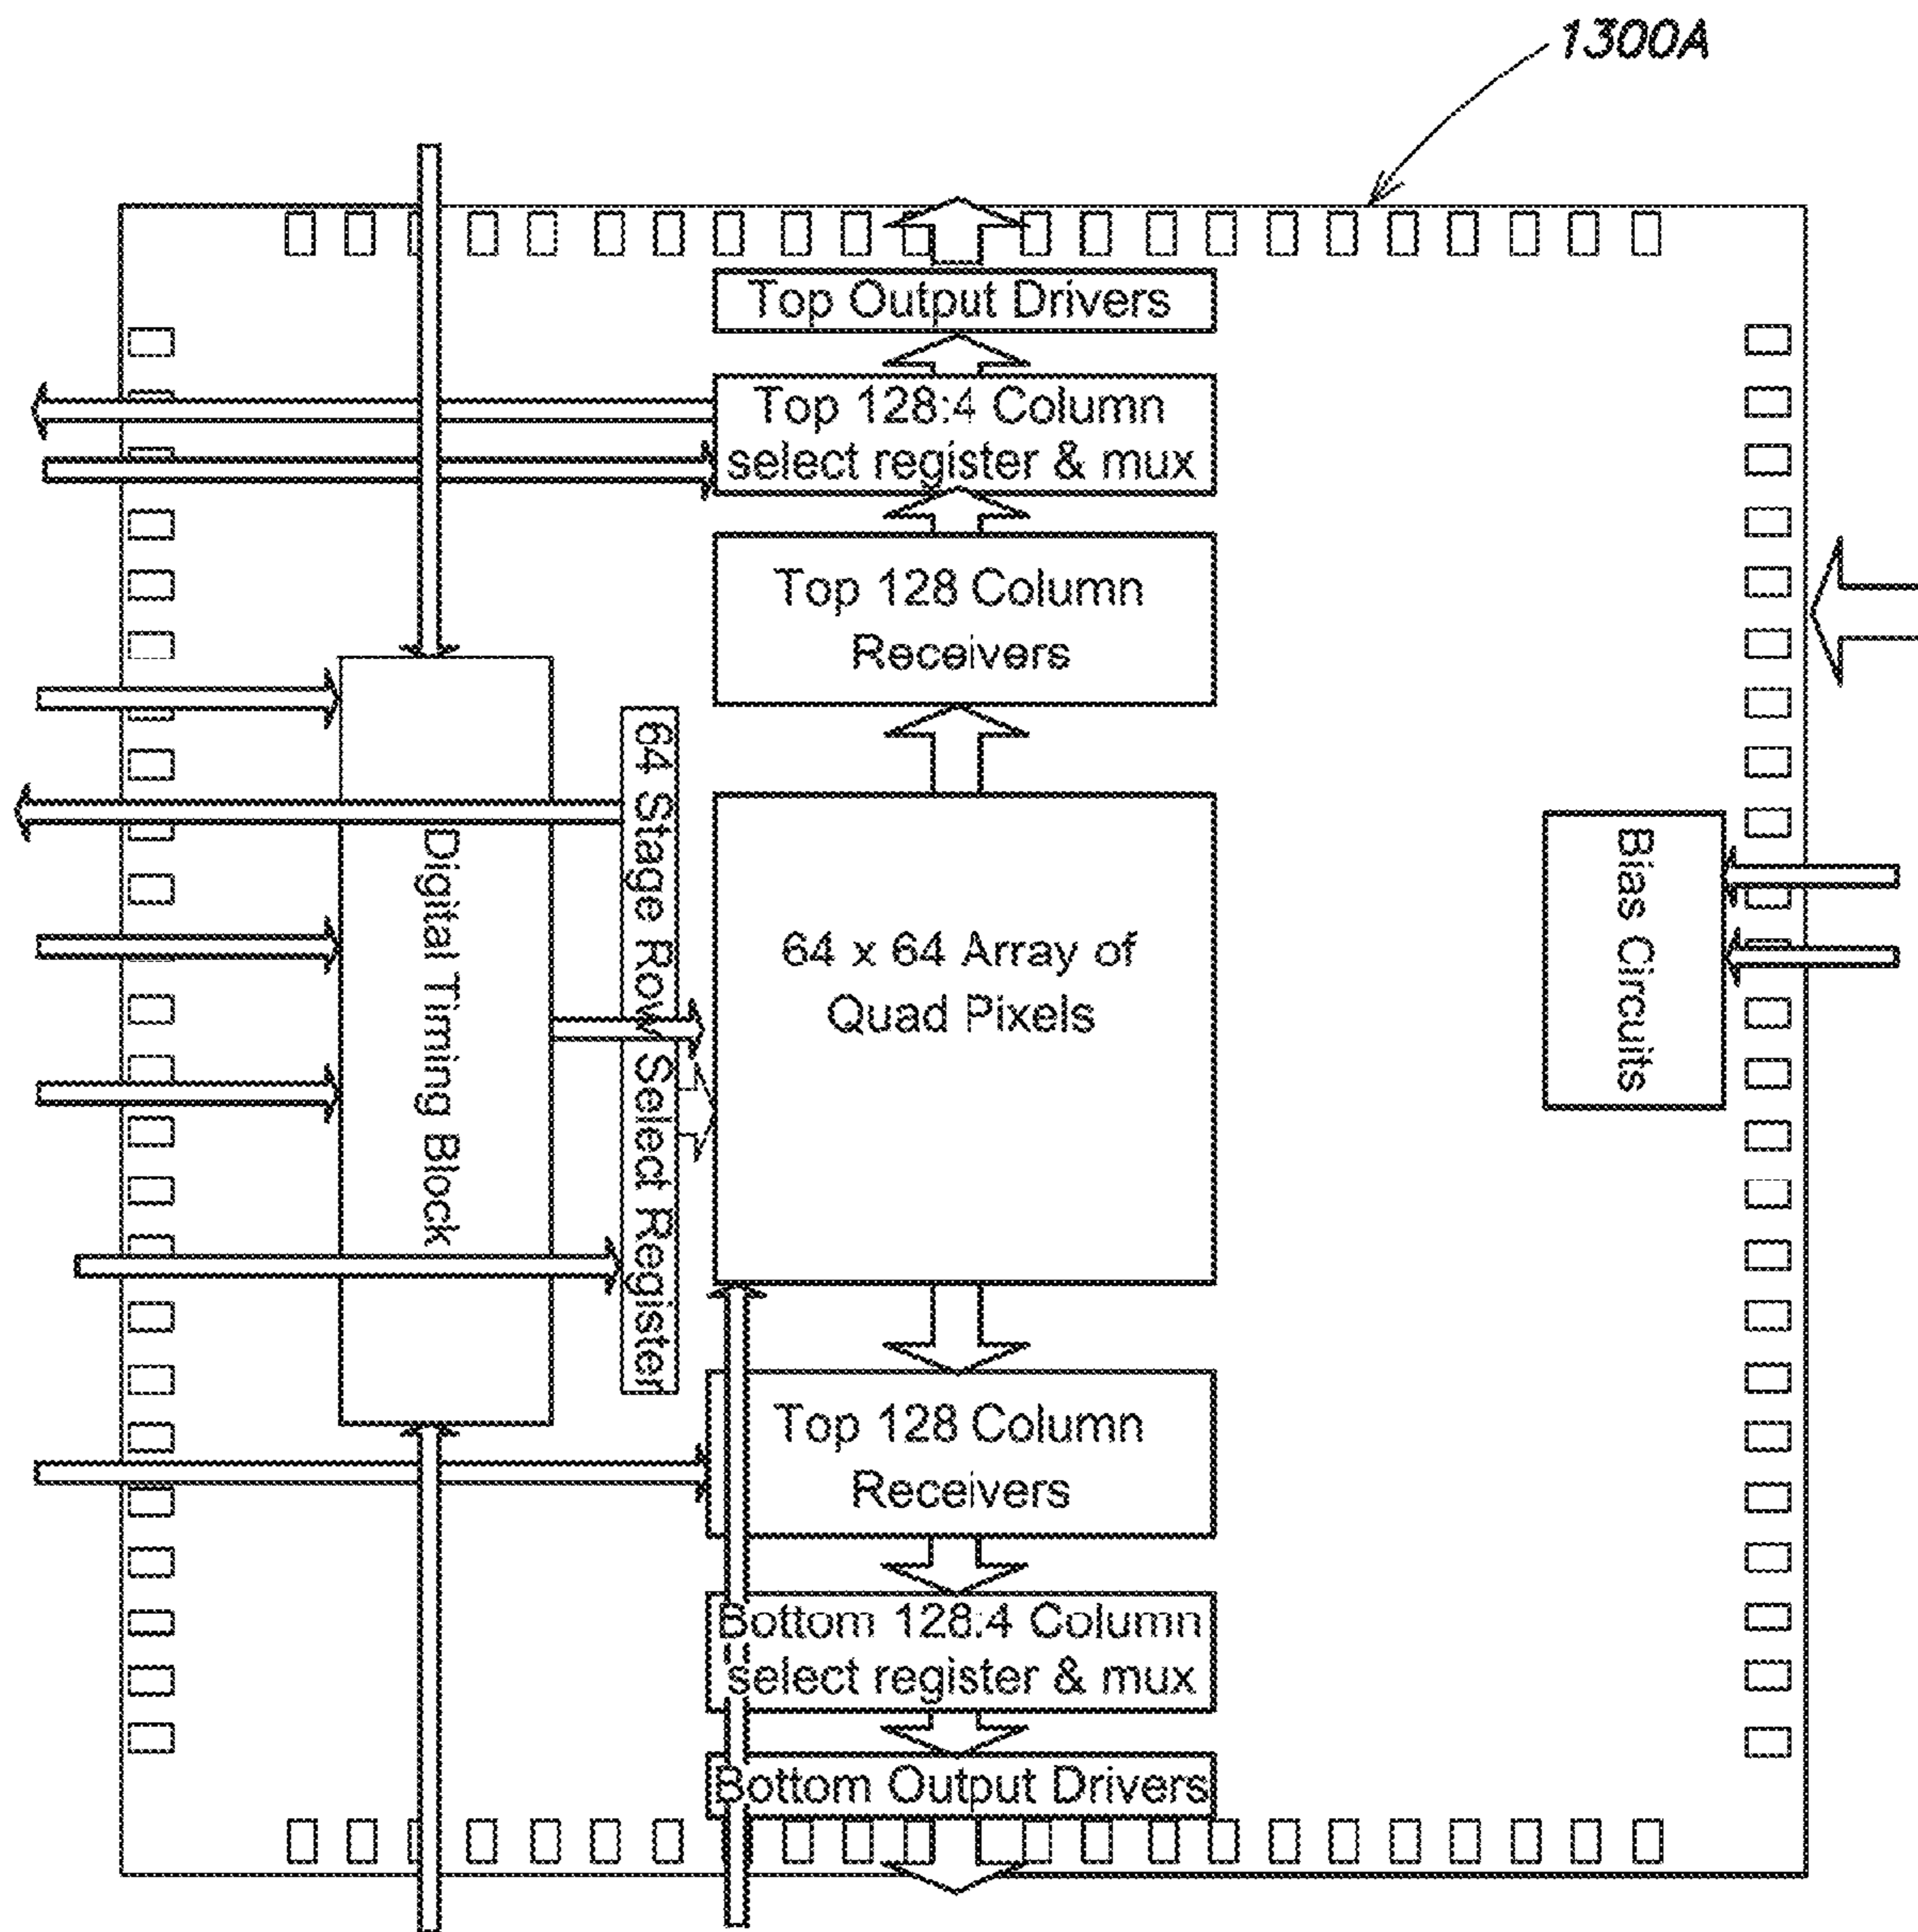 1300A
Top Output Drivers
Top 128:4 Column
select register & mux
Top 128 Column
Receivers
64 Stage Row Select Register
Digital Timing Block
64 x 64 Array of
Quad Pixels
Bias Circuits
Top 128 Column
Receivers
Bottom 128:4 Column
select register & mux
Bottom Output Drivers